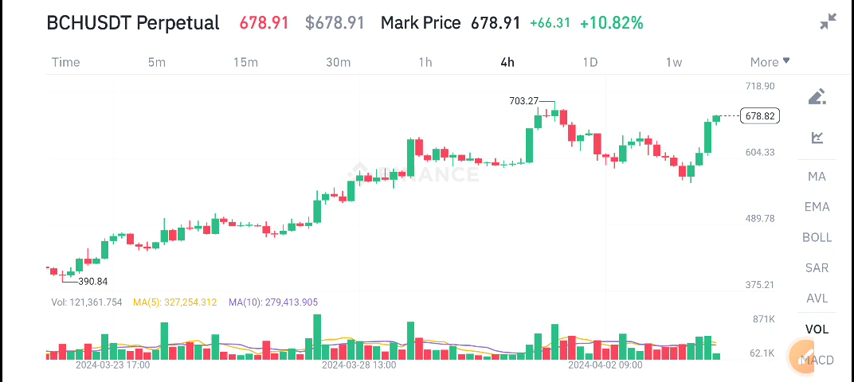 BCHUSDT Perpetual 678.91 $678.91 Mark Price 678.91 +66.31 +10.82%
Time 5m 15m 30m 1h 4h 1D 1w More
718.90
703.27
678.82
604.33
BINANCE
MA
EMA
489.78
BOLL
SAR
390.84
375.21
AVL
Vol: 121,361.754 MA(5): 327,254.312 MA(10): 279,413.905
871K
VOL
62.1K
MACD
2024-03-23 17:00 2024-03-28 13:00 2024-04-02 09:00